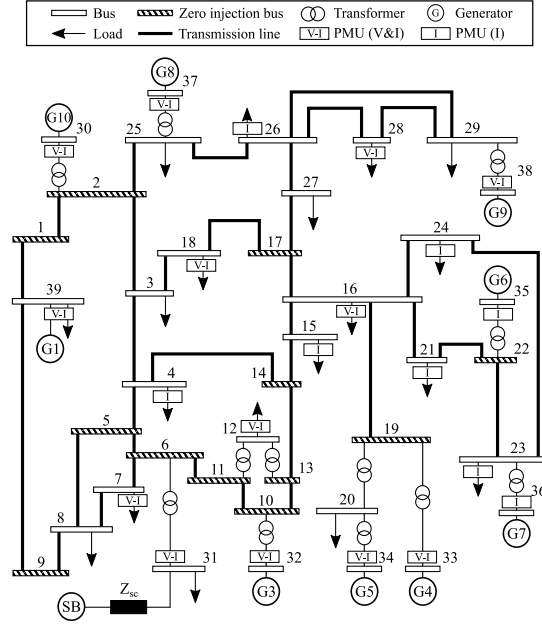 Bus Zero injection bus Transformer G Generator
Load Transmission line V-I PMU (V&I) I PMU (I)
G8 37
V-I
G10 30
V-I
25
I 26
28
V-I
29
38
V-I
G9
2
1
27
24
I
18
V-I
17
G6
35
I
39
V-I
G1
3
16
V-I
15
I
21
I
22
4
I
14
5
12 V-I
19
6
11
13
23
I
36
I
G7
7
V-I
10
20
8
9
V-I 31
V-I 32
V-I 34
V-I 33
Zsc
SB
G3
G5
G4